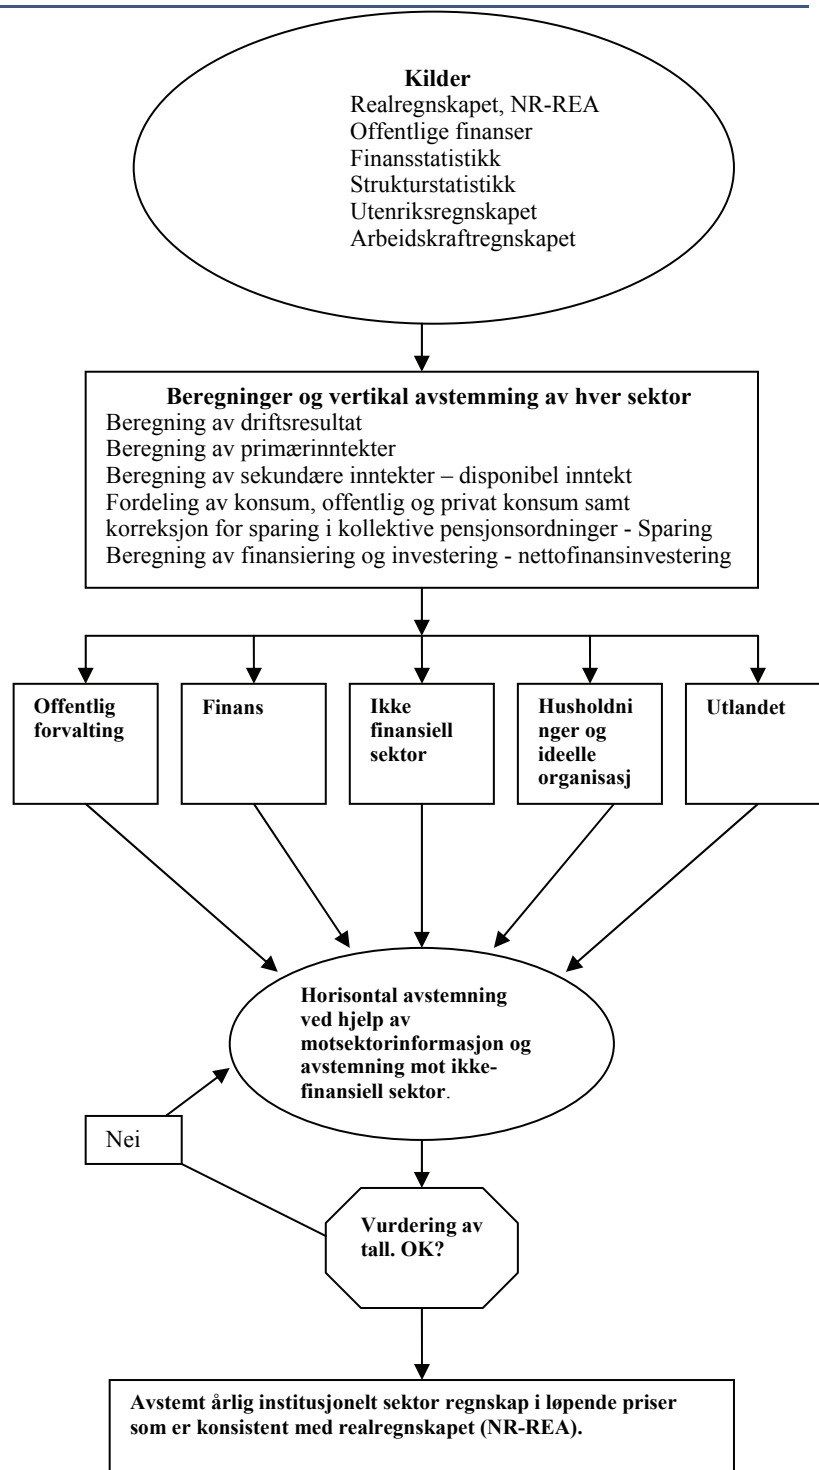 Kilder
Realregnskapet, NR-REA
Offentlige finanser
Finansstatistikk
Strukturstatistikk
Utenriksregnskapet
Arbeidskraftregnskapet
Beregninger og vertikal avstemming av hver sektor
Beregning av driftsresultat
Beregning av primærinntekter
Beregning av sekundære inntekter – disponibel inntekt
Fordeling av konsum, offentlig og privat konsum samt
korreksjon for sparing i kollektive pensjonsordninger - Sparing
Beregning av finansiering og investering - nettofinansinvestering
Offentlig
forvalting
Finans
Ikke
finansiell
sektor
Husholdni
nger og
ideelle
organisasj
Utlandet
Horisontal avstemning
ved hjelp av
motsektorinformasjon og
avstemning mot ikke-
finansiell sektor.
Nei
Vurdering av
tall. OK?
Avstemt årlig institusjonelt sektor regnskap i løpende priser
som er konsistent med realregnskapet (NR-REA).